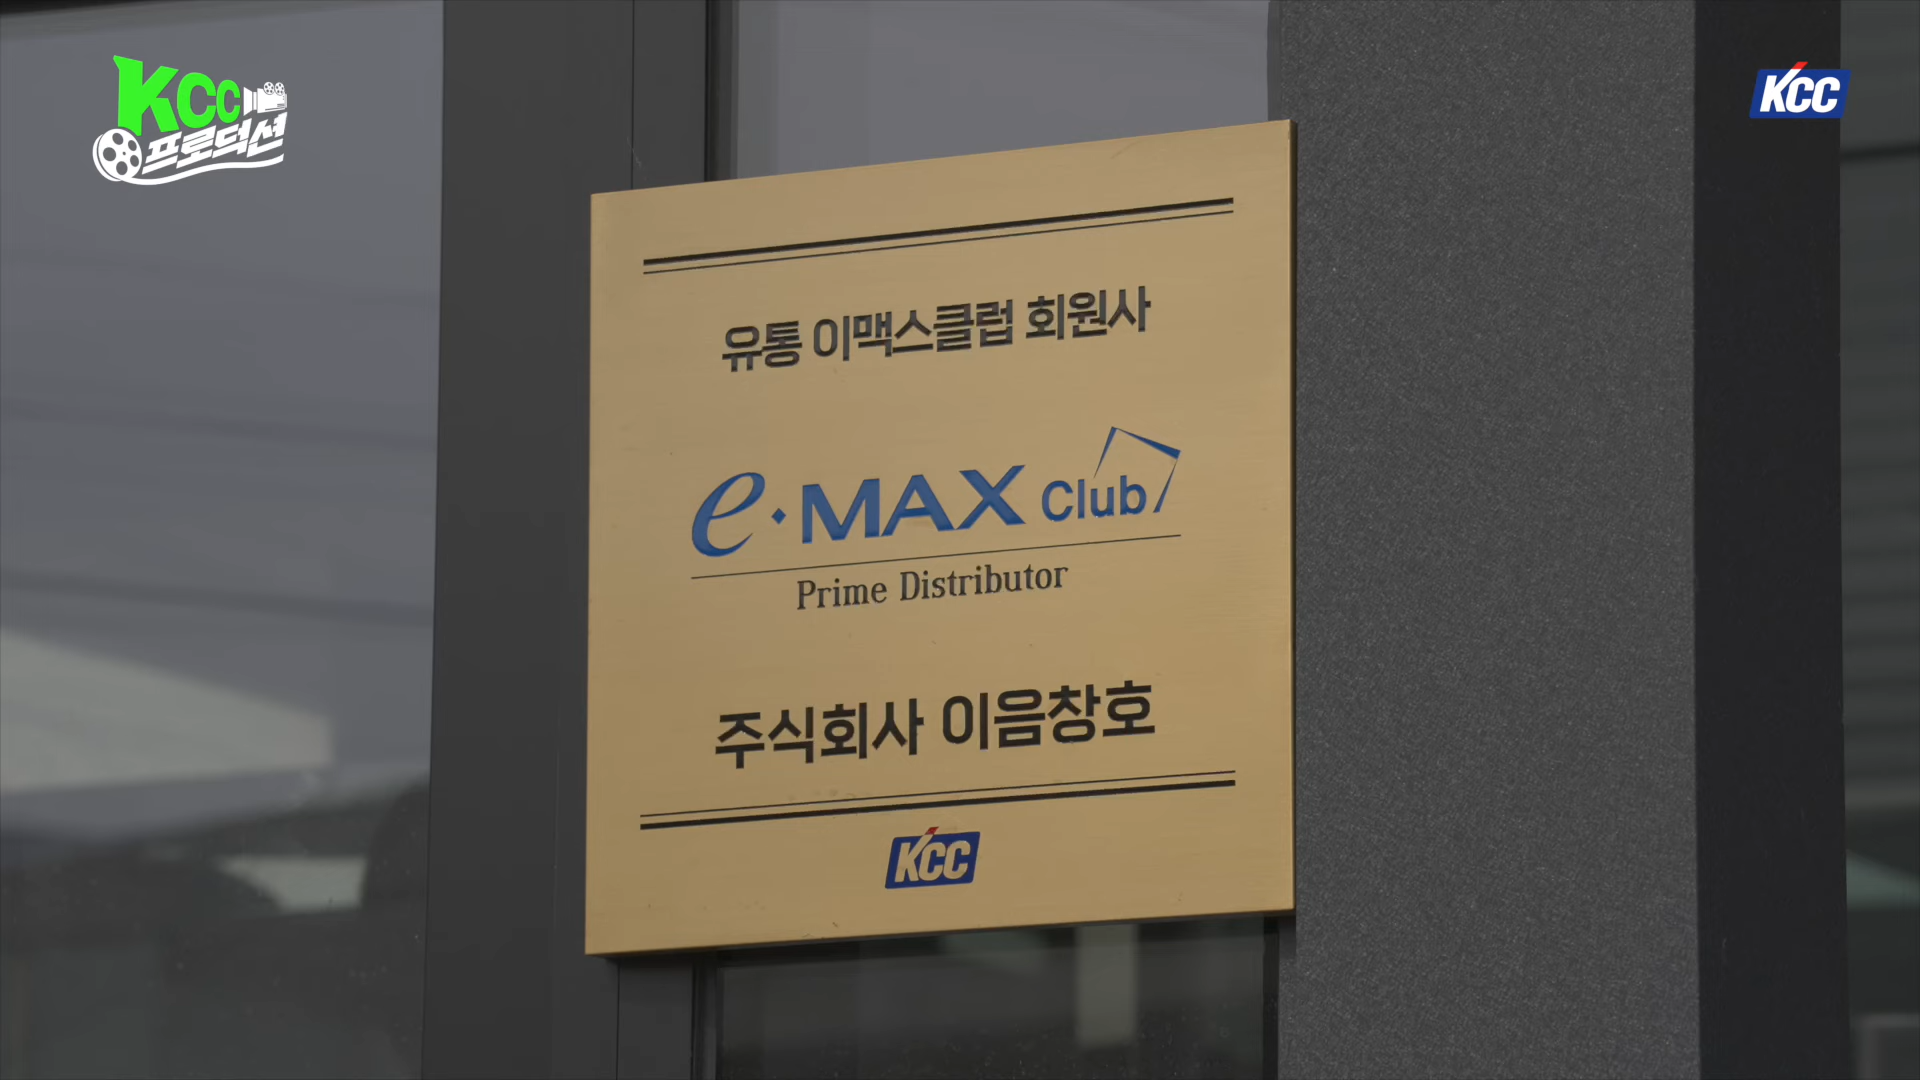 KCC
프로덕션
KCC
유통 이맥스클럽 회원사
e·MAX Club
Prime Distributor
주식회사 이음창호
KCC